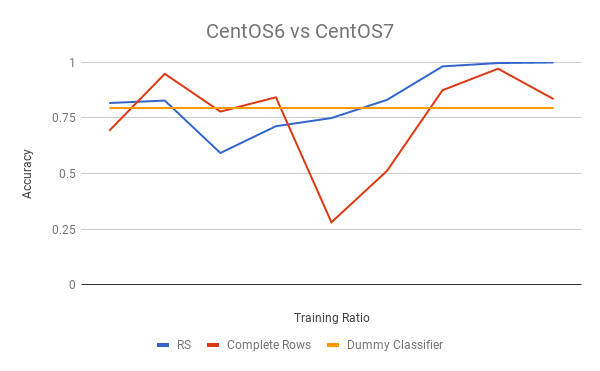 CentOS6 vs CentOS7
1
0.75
0.5
0.25
0
Accuracy
Training Ratio
RS Complete Rows Dummy Classifier